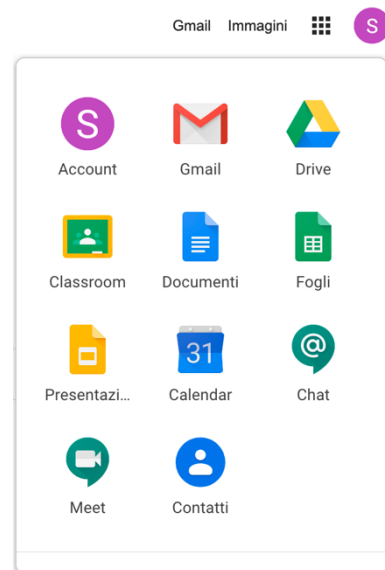 Gmail Immagini S
S
Account Gmail Drive
Classroom Documenti Fogli
31 @
Presentazi... Calendar Chat
Meet Contatti